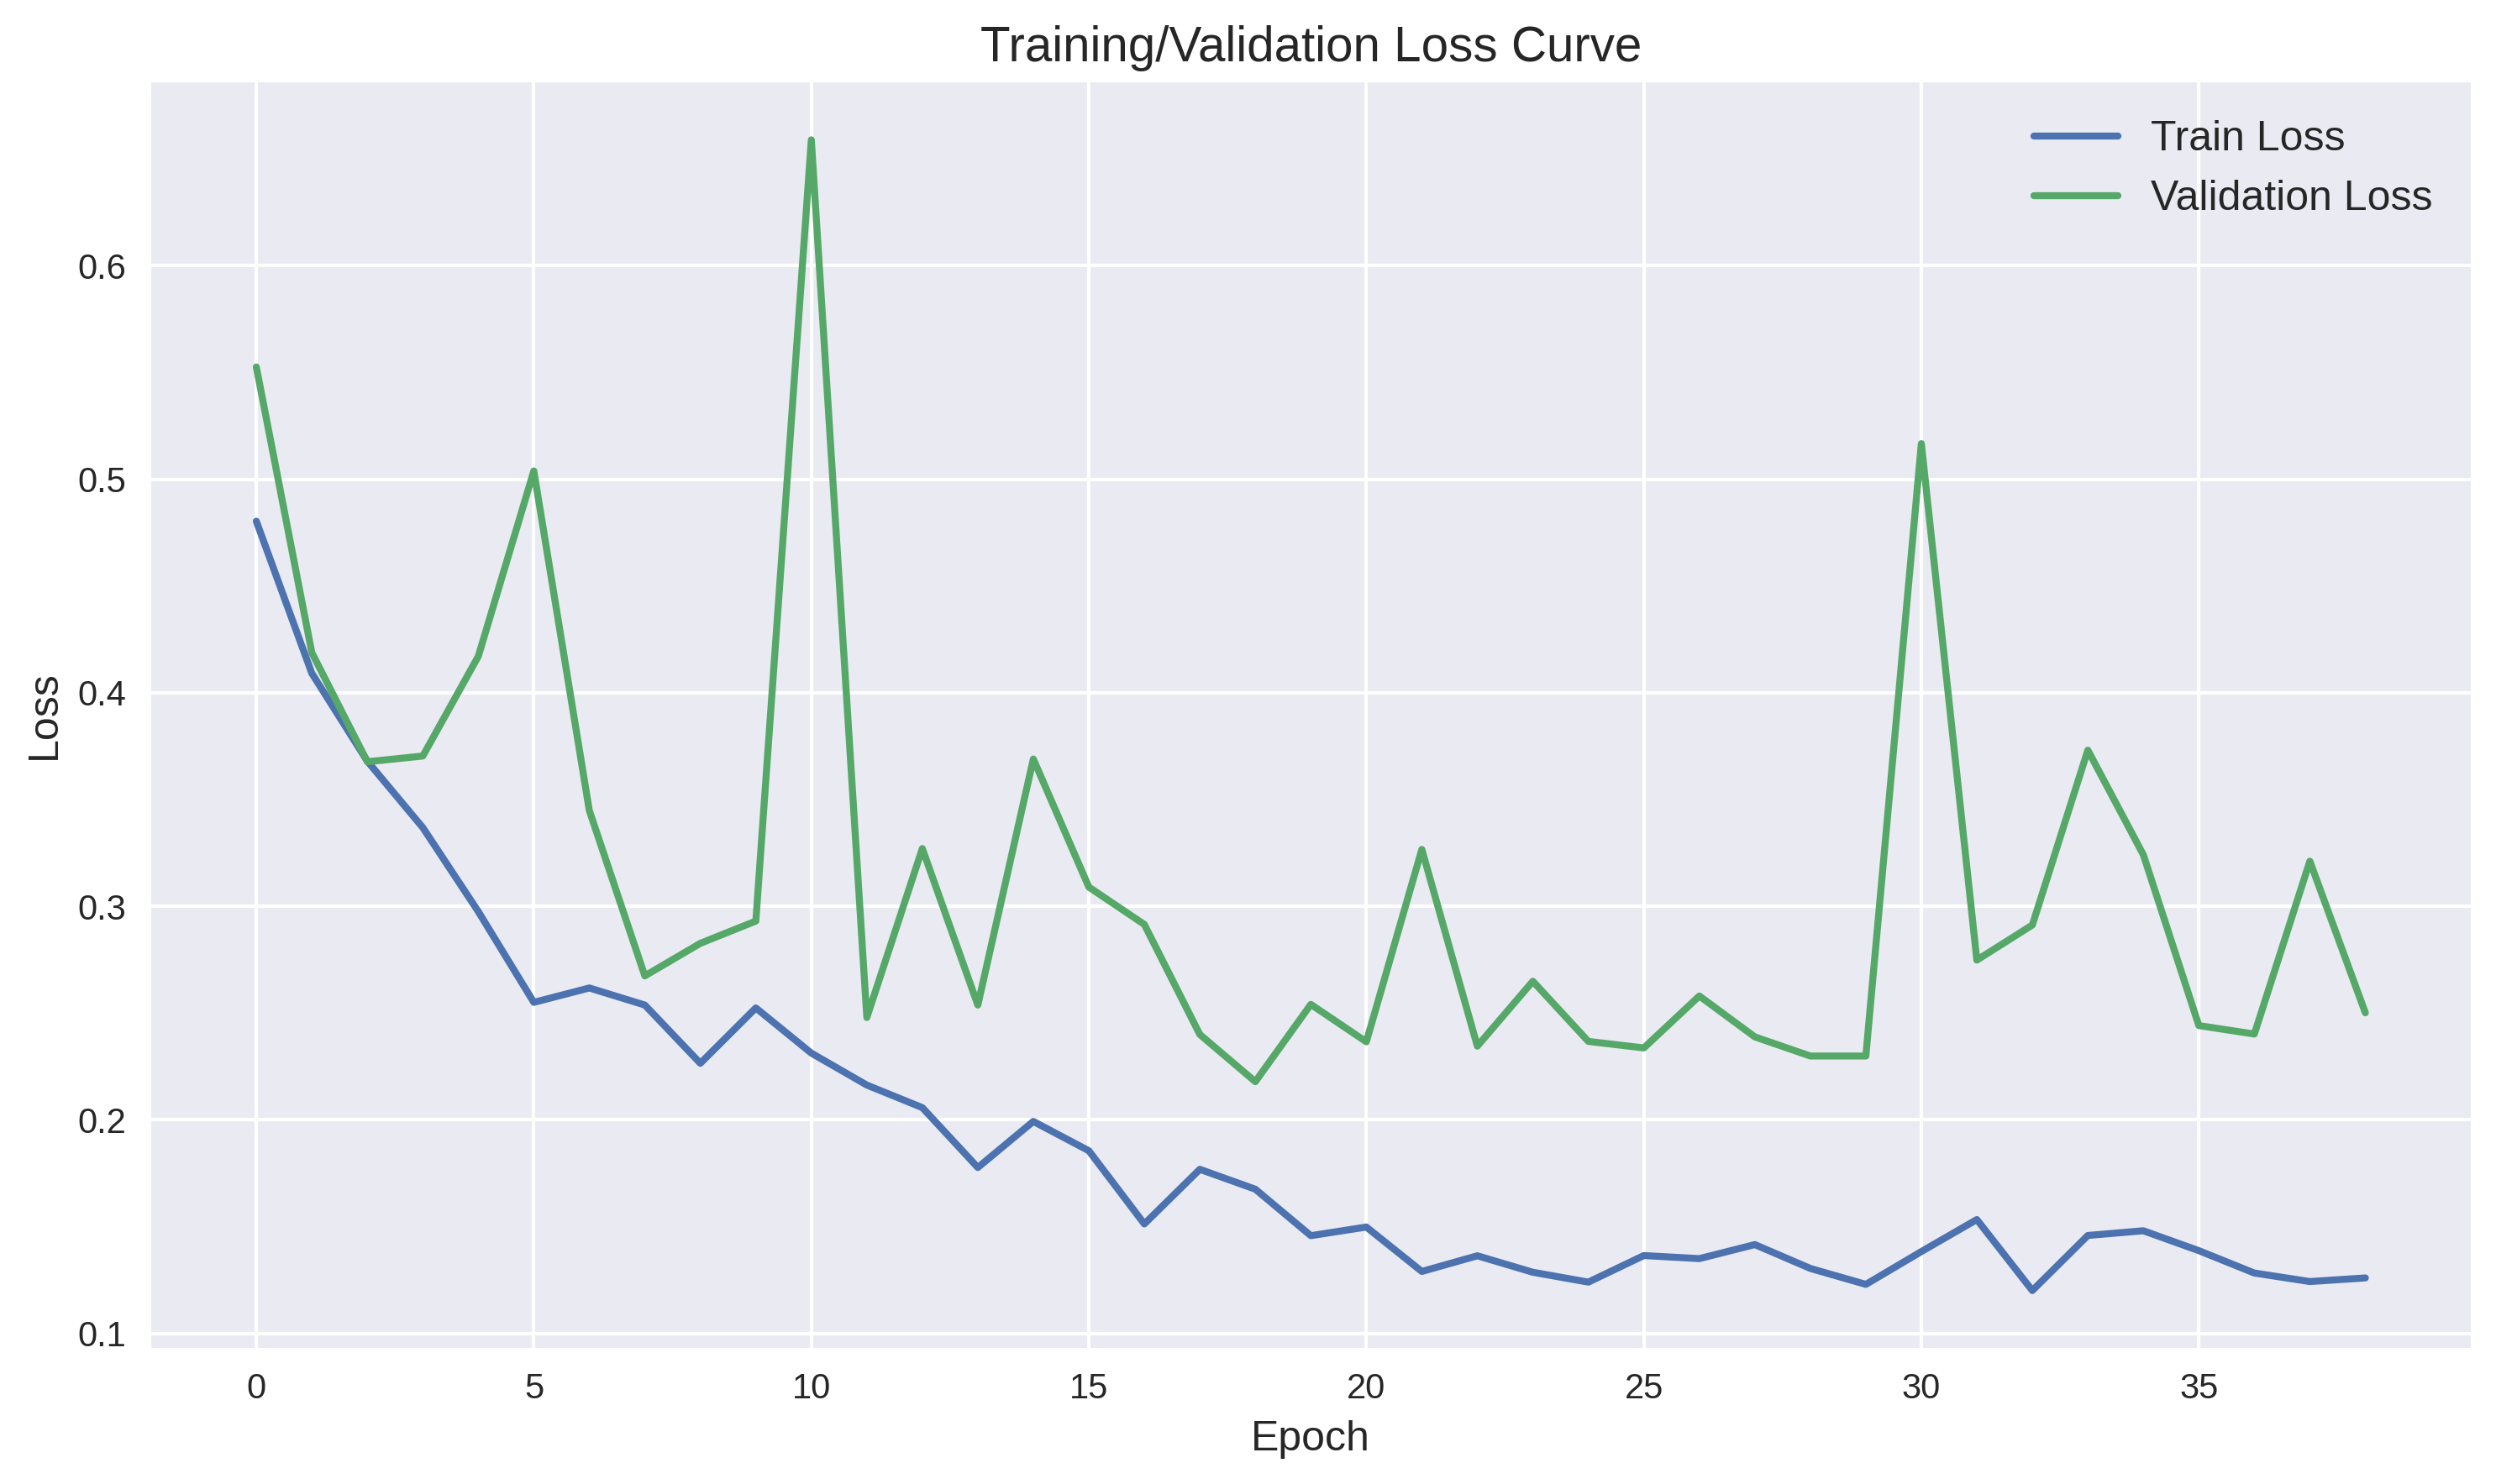 Training/Validation Loss Curve
Train Loss
Validation Loss
0.6
0.5
0.4
0.3
0.2
0.1
Loss
0 5 10 15 20 25 30 35
Epoch